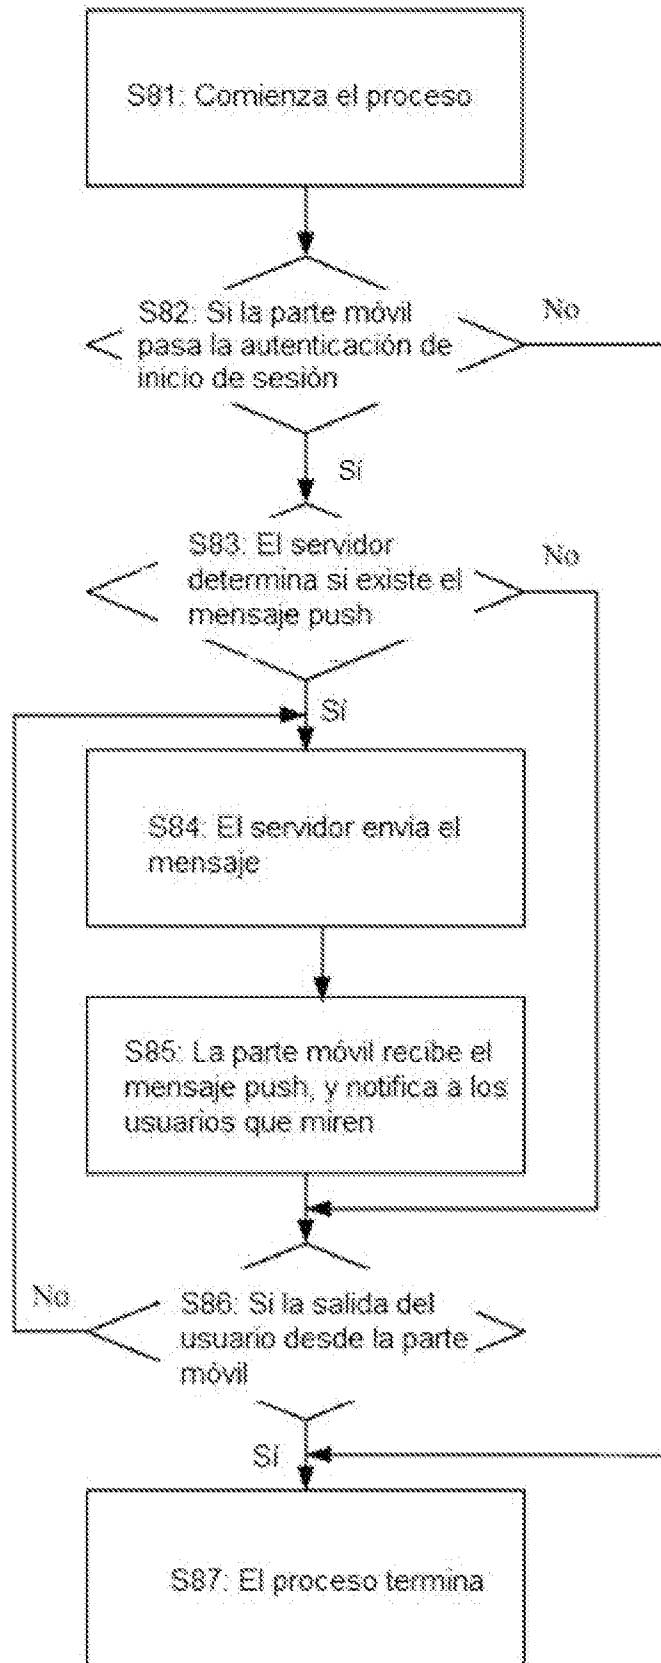 S81: Comienza el proceso
S82: Si la parte móvil
pasa la autenticación de
inicio de sesión
No
Sí
S83: El servidor
determina si existe el
mensaje push
No
Sí
S84: El servidor envía el
mensaje
S85: La parte móvil recibe el
mensaje push, y notifica a los
usuarios que miren
No
S86: Si la salida del
usuario desde la parte
móvil
Sí
S87: El proceso termina